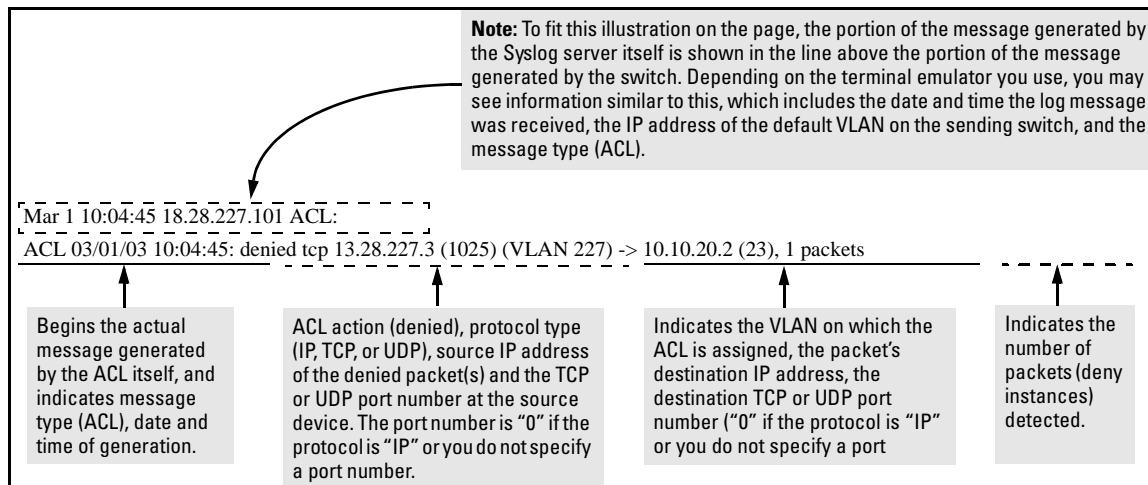 Note: To fit this illustration on the page, the portion of the message generated by
the Syslog server itself is shown in the line above the portion of the message
generated by the switch. Depending on the terminal emulator you use, you may
see information similar to this, which includes the date and time the log message
was received, the IP address of the default VLAN on the sending switch, and the
message type (ACL).
Mar 1 10:04:45 18.28.227.101 ACL:
ACL 03/01/03 10:04:45: denied tcp 13.28.227.3 (1025) (VLAN 227) -> 10.10.20.2 (23), 1 packets
Begins the actual
message generated
by the ACL itself, and
indicates message
type (ACL), date and
time of generation.
ACL action (denied), protocol type
(IP, TCP, or UDP), source IP address
of the denied packet(s) and the TCP
or UDP port number at the source
device. The port number is “0” if the
protocol is “IP” or you do not specify
a port number.
Indicates the VLAN on which the
ACL is assigned, the packet’s
destination IP address, the
destination TCP or UDP port
number (“0” if the protocol is “IP”
or you do not specify a port
Indicates the
number of
packets (deny
instances)
detected.